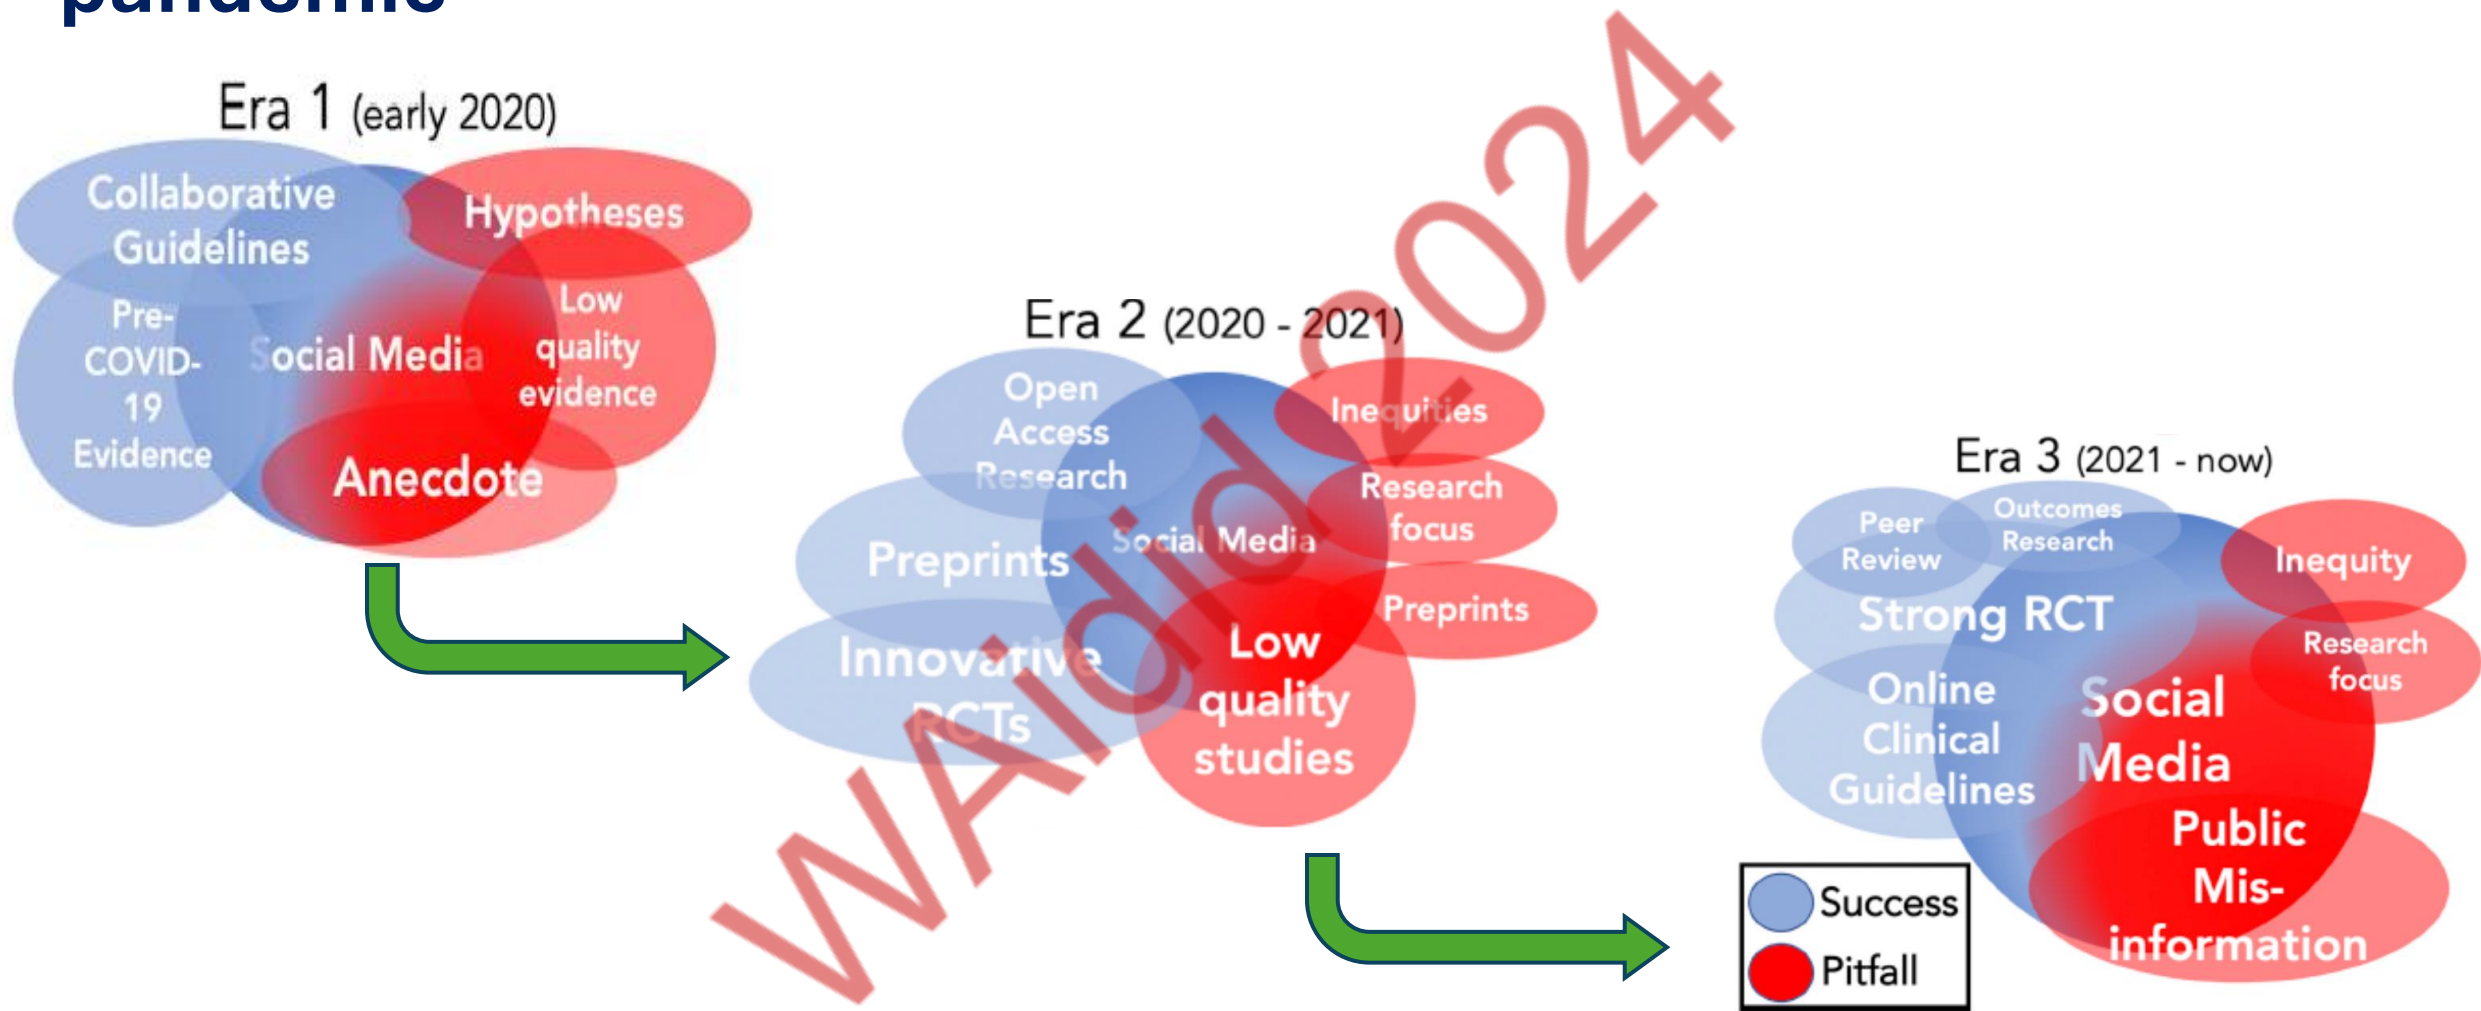 pandemic
Era 1 (early 2020)
Collaborative
Guidelines
Hypotheses
Pre-
COVID-
19
Evidence
Social Media
Low
quality
evidence
Anecdote
Era 2 (2020 - 2021)
Open
Access
Research
Preprints
Innovative
RCTs
Social Media
Inequities
Research
focus
Preprints
Low
quality
studies
Era 3 (2021 - now)
Peer
Review
Outcomes
Research
Strong RCT
Online
Clinical
Guidelines
Social
Media
Inequity
Research
focus
Public
Mis-
information
Success
Pitfall
WAidid 2024